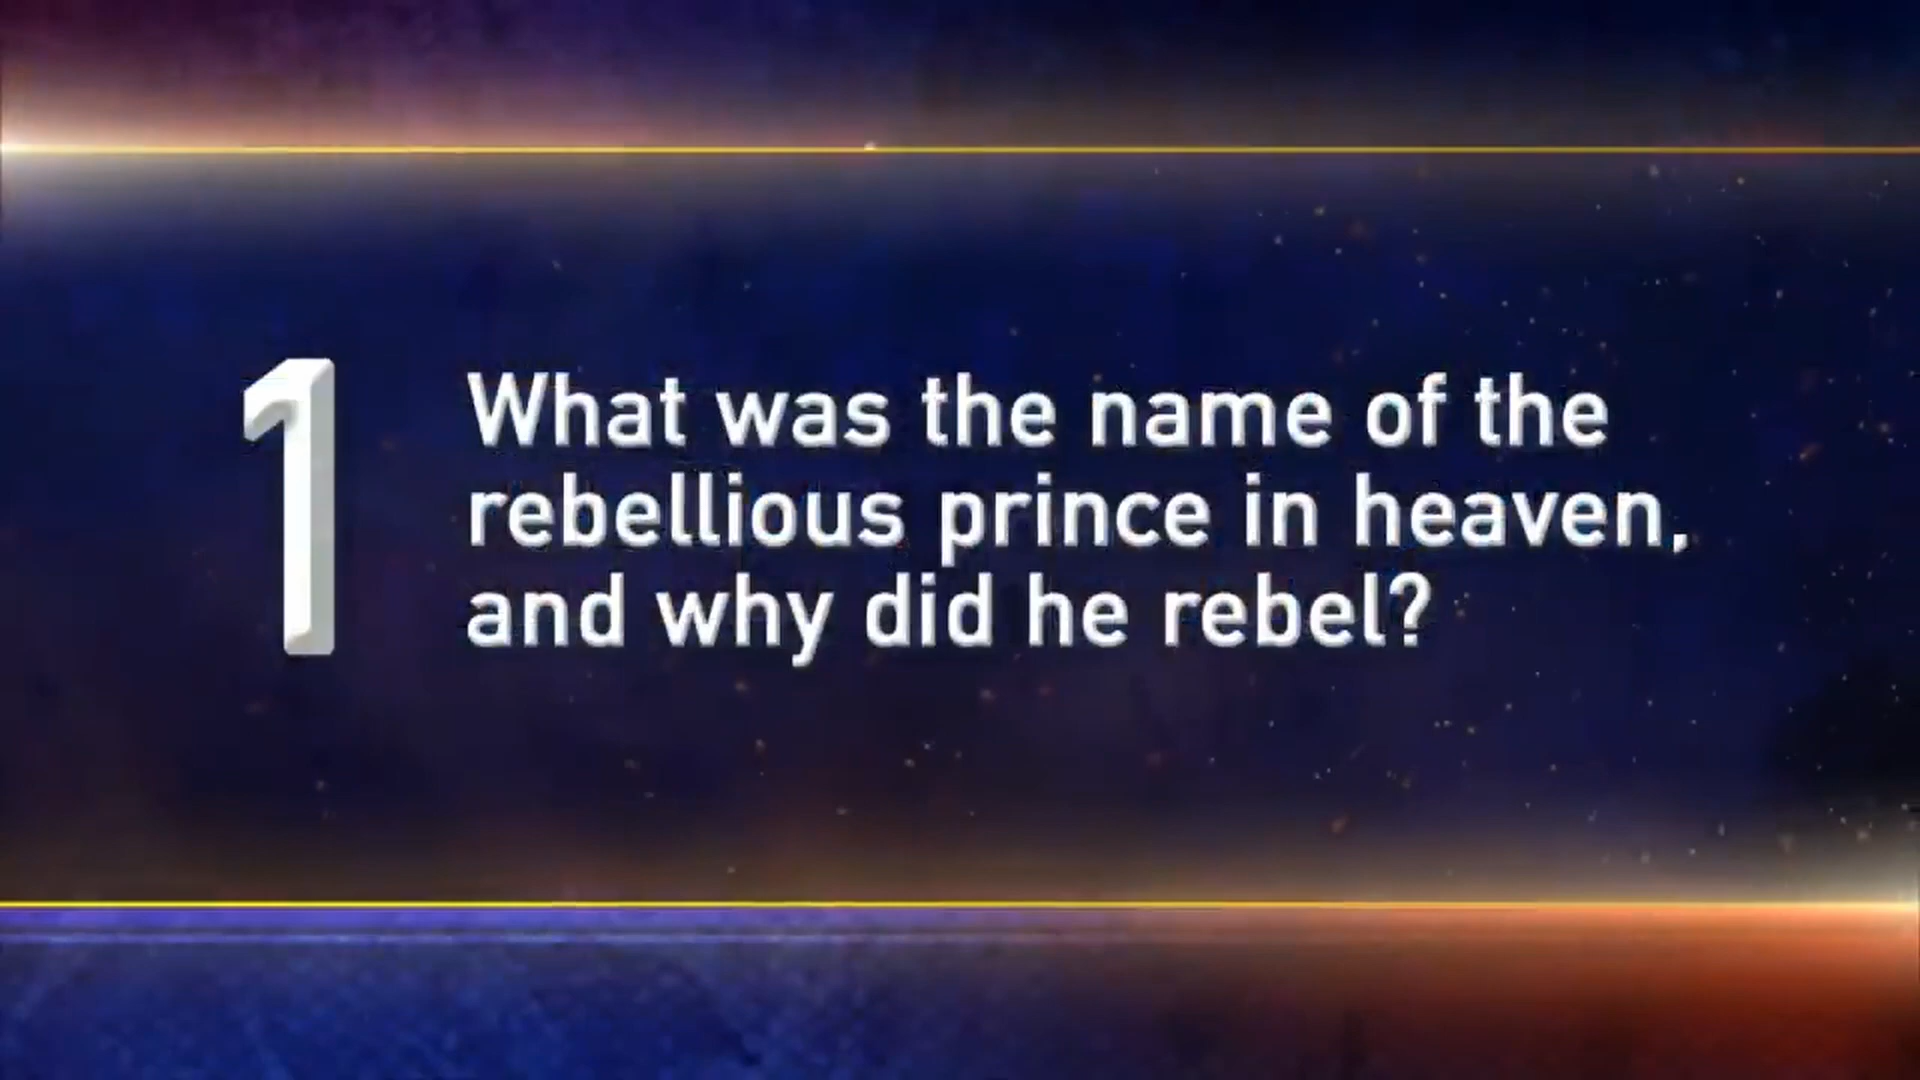 1
What was the name of the
rebellious prince in heaven,
and why did he rebel?